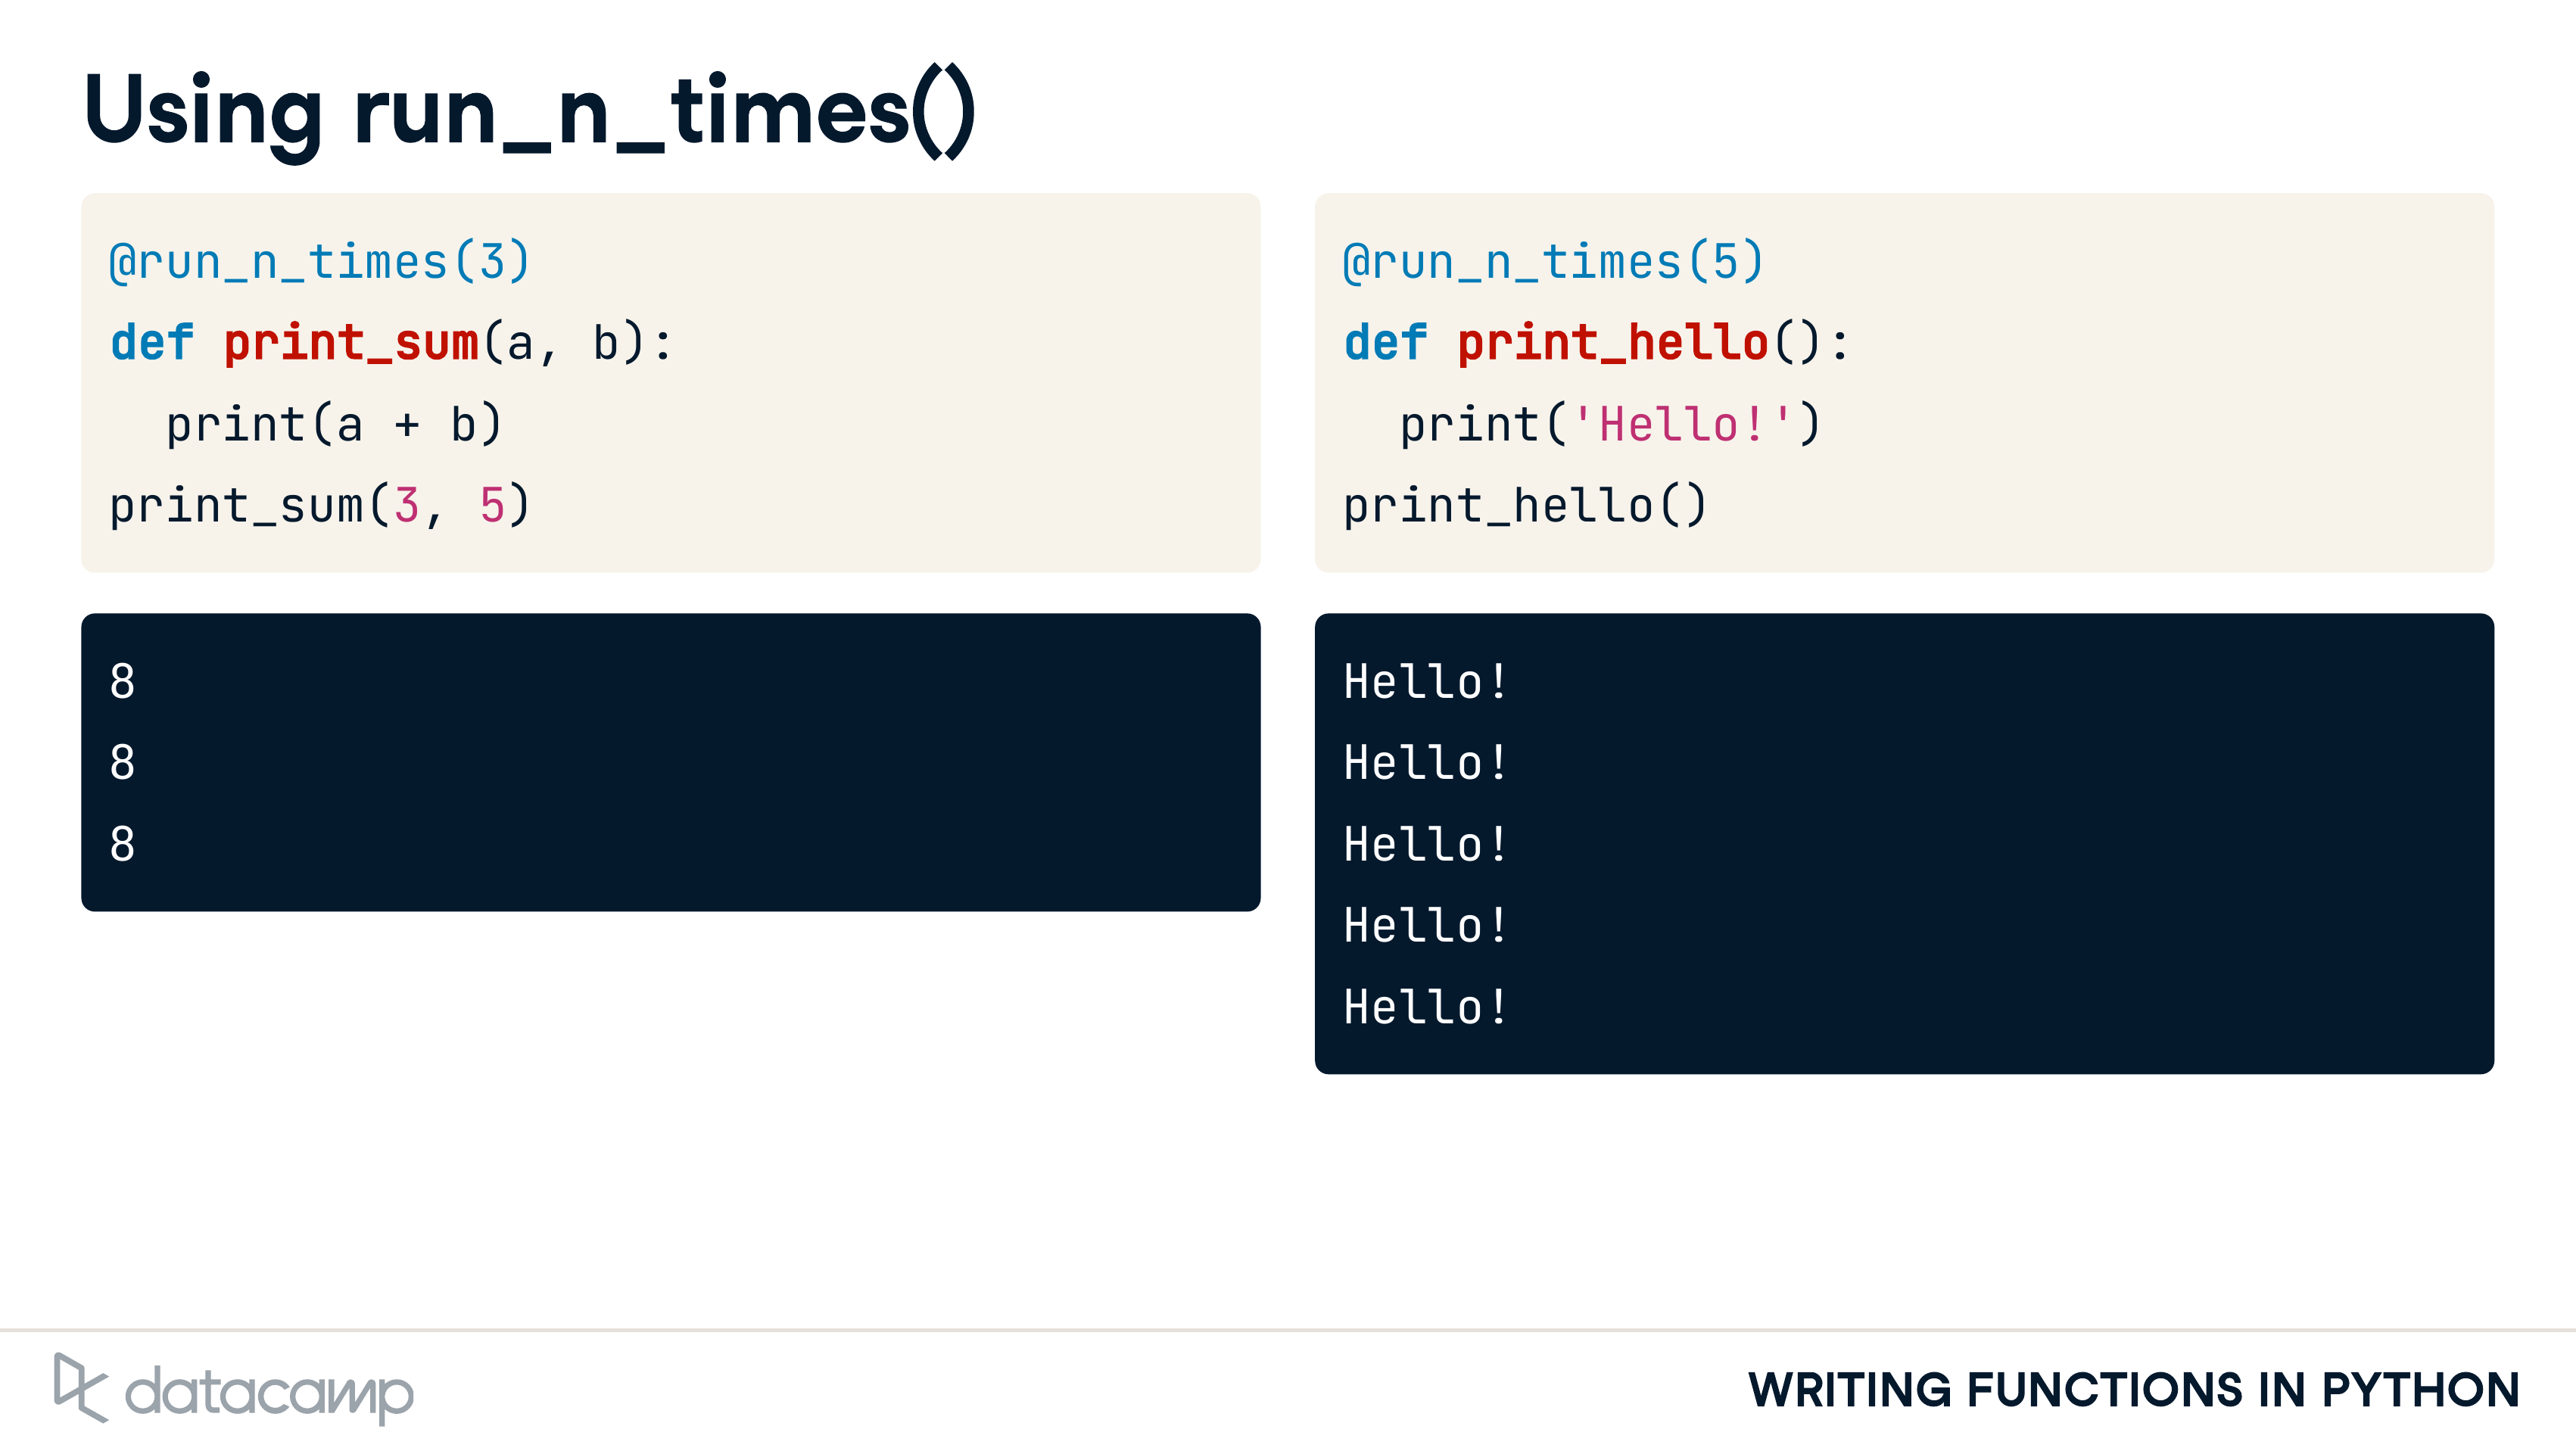 Using run_n_times()
@run_n_times(3)
def print_sum(a, b):
  print(a + b)
print_sum(3, 5)
8
8
8
@run_n_times(5)
def print_hello():
  print('Hello!')
print_hello()
Hello!
Hello!
Hello!
Hello!
Hello!
datacamp
WRITING FUNCTIONS IN PYTHON